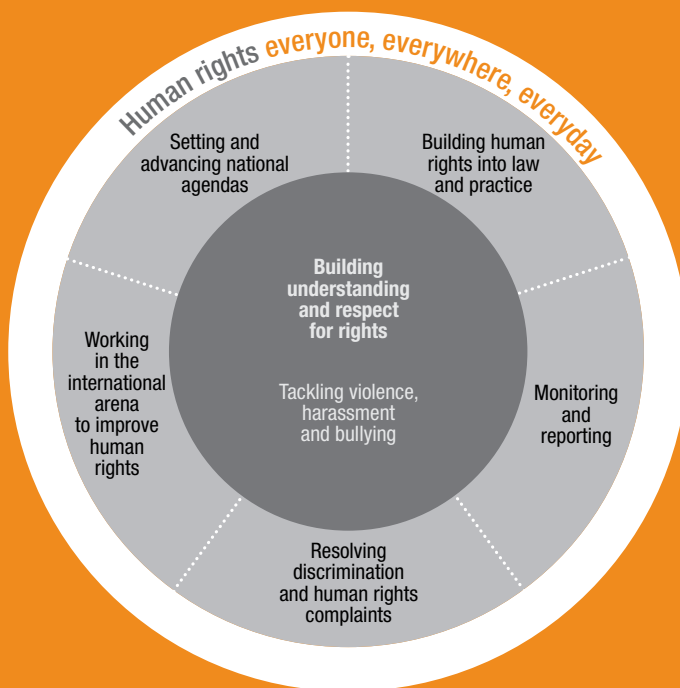 Human rights everyone, everywhere, everyday
Setting and
advancing national
agendas
Building human
rights into law
and practice
Building
understanding
and respect
for rights
Tackling violence,
harassment
and bullying
Working
in the
international
arena
to improve
human
rights
Monitoring
and
reporting
Resolving
discrimination
and human rights
complaints